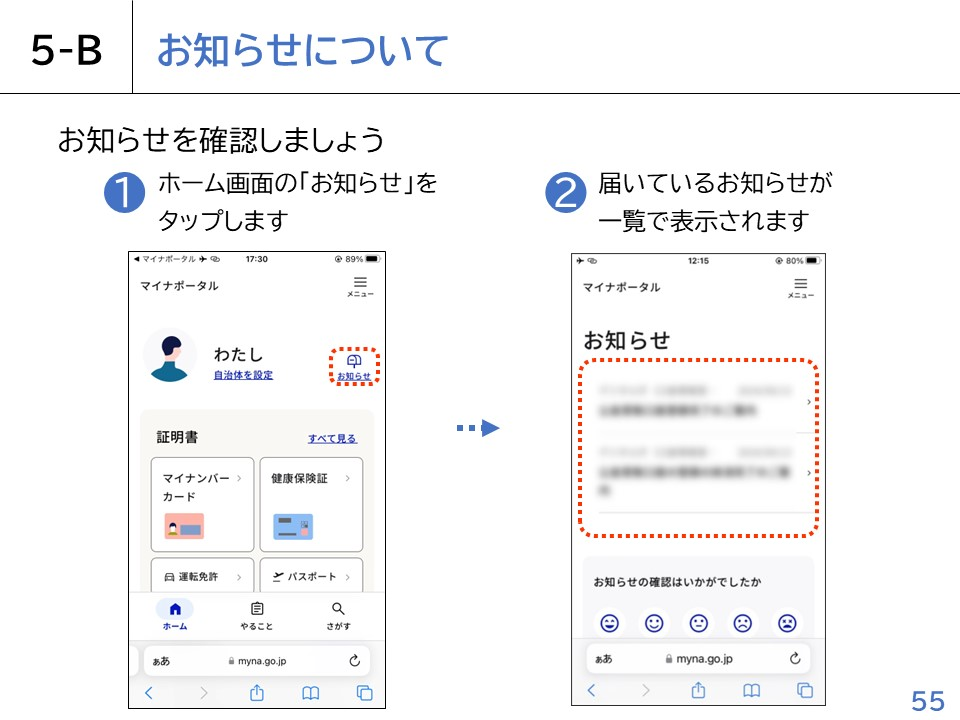 5-B
お知らせについて
お知らせを確認しましょう
1
ホーム画面の「お知らせ」を
タップします
2
届いているお知らせが
一覧で表示されます
マイナポータル
17:30
89%
マイナポータル
メニュー
わたし
自治体を設定
お知らせ
証明書
すべて見る
マイナンバー
カード
健康保険証
運転免許
パスポート
ホーム
やること
さがす
ぁあ
myna.go.jp
12:15
80%
マイナポータル
メニュー
お知らせ
お知らせの確認はいかがでしたか
ぁあ
myna.go.jp
55